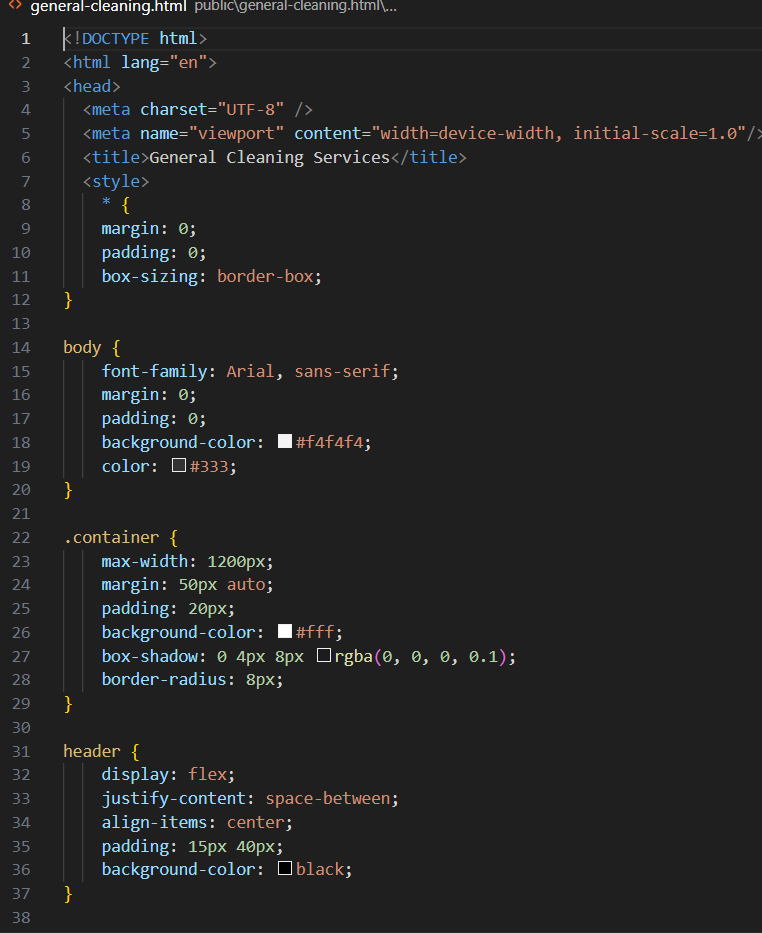 <> general-cleaning.html public\general-cleaning.html\...
1 <!DOCTYPE html>
2 <html lang="en">
3 <head>
4 <meta charset="UTF-8" />
5 <meta name="viewport" content="width=device-width, initial-scale=1.0"/>
6 <title>General Cleaning Services</title>
7 <style>
8 * {
9 margin: 0;
10 padding: 0;
11 box-sizing: border-box;
12 }
13
14 body {
15 font-family: Arial, sans-serif;
16 margin: 0;
17 padding: 0;
18 background-color: #f4f4f4;
19 color: #333;
20 }
21
22 .container {
23 max-width: 1200px;
24 margin: 50px auto;
25 padding: 20px;
26 background-color: #fff;
27 box-shadow: 0 4px 8px rgba(0, 0, 0, 0.1);
28 border-radius: 8px;
29 }
30
31 header {
32 display: flex;
33 justify-content: space-between;
34 align-items: center;
35 padding: 15px 40px;
36 background-color: black;
37 }
38